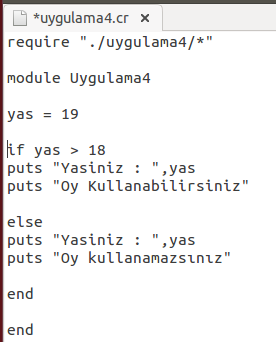 *uygulama4.cr ×
require "./uygulama4/*"
module Uygulama4
yas = 19
if yas > 18
puts "Yasiniz : ",yas
puts "Oy Kullanabilirsiniz"
else
puts "Yasiniz : ",yas
puts "Oy kullanamazsınız"
end
end